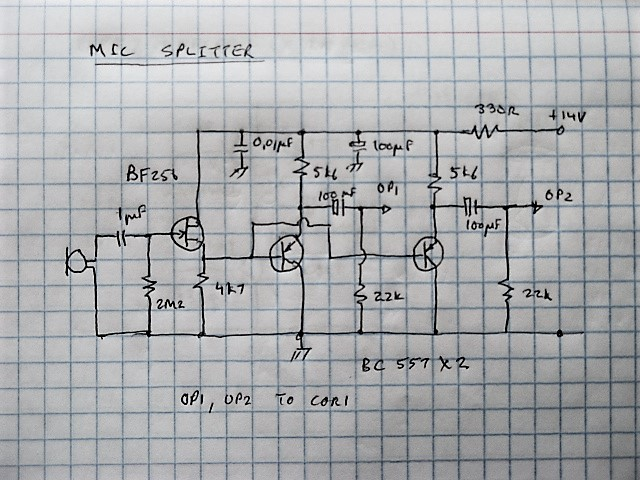 MIC SPLITTER
330R
+14V
0,01µF
100µF
BF256
5k6
5k6
100µF
OP1
OP2
1µF
100µF
2M2
4k7
22k
22k
BC 557 X 2
OP1, OP2 TO COR1